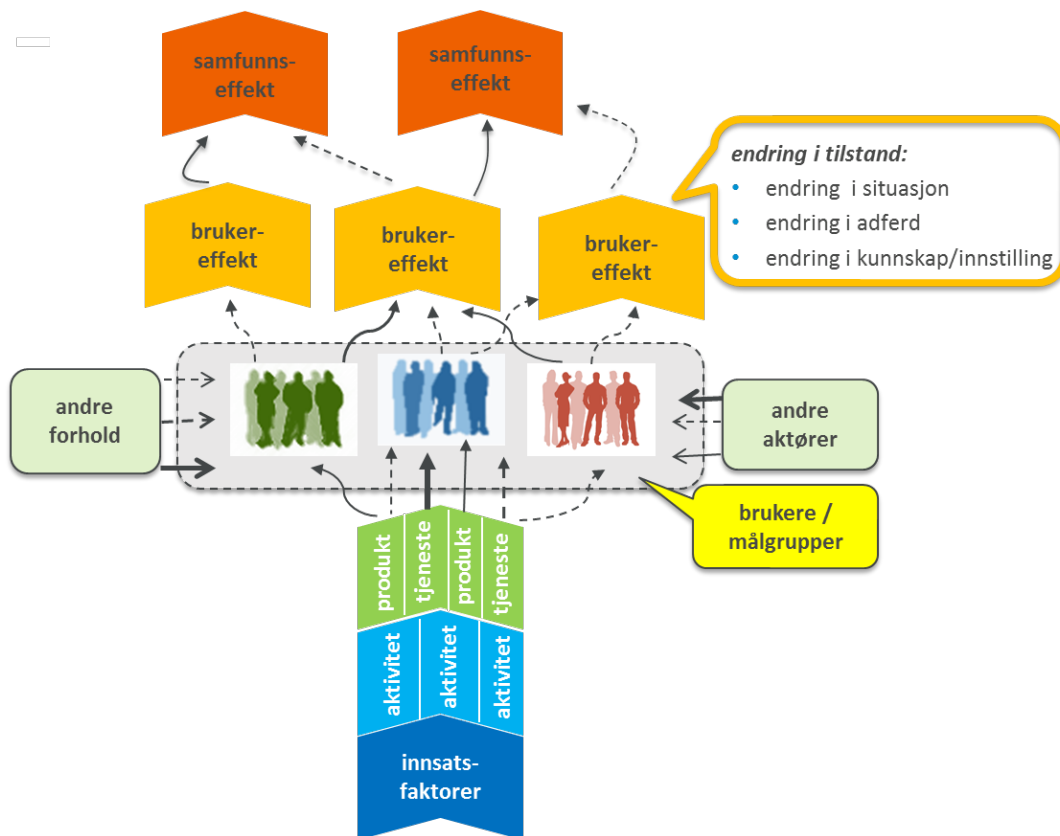 samfunns-
effekt
samfunns-
effekt
endring i tilstand:
• endring i situasjon
• endring i adferd
• endring i kunnskap/innstilling
bruker-
effekt
bruker-
effekt
bruker-
effekt
andre
forhold
andre
aktører
brukere /
målgrupper
produkt
tjeneste
produkt
tjeneste
aktivitet
aktivitet
aktivitet
innsats-
faktorer